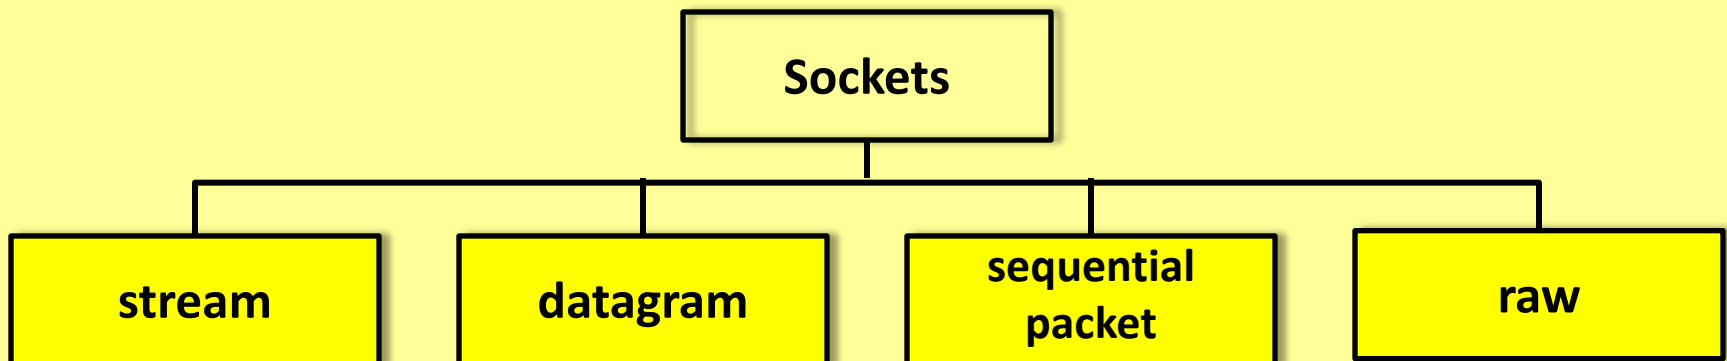 Sockets
stream
datagram
sequential
packet
raw